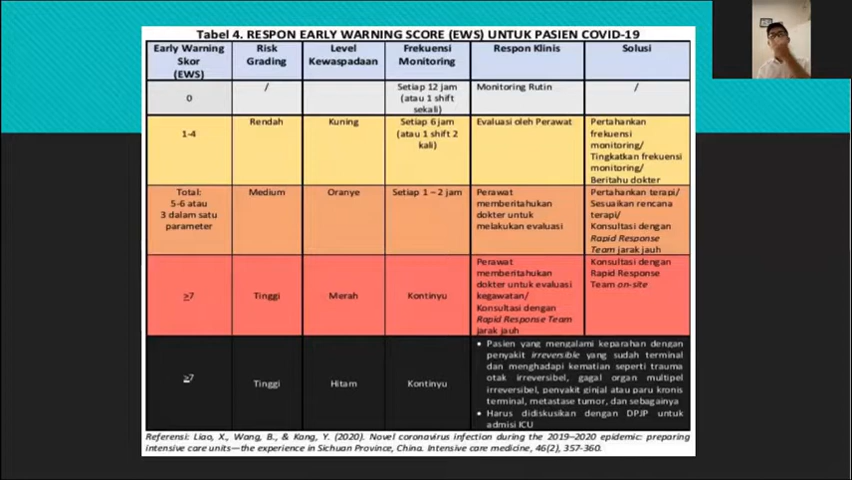 Tabel 4. RESPON EARLY WARNING SCORE (EWS) UNTUK PASIEN COVID-19
Early Warning
Skor
(EWS)
Risk
Grading
Level
Kewaspadaan
Frekuensi
Monitoring
Respon Klinis
Solusi
0
/
Setiap 12 jam
(atau 1 shift
sekali)
Monitoring Rutin
/
1-4
Rendah
Kuning
Setiap 6 jam
(atau 1 shift 2
kali)
Evaluasi oleh Perawat
Pertahankan
frekuensi
monitoring/
Tingkatkan frekuensi
monitoring/
Beritahu dokter
Total:
5-6 atau
3 dalam satu
parameter
Medium
Oranye
Setiap 1 – 2 jam
Perawat
memberitahukan
dokter untuk
melakukan evaluasi
Pertahankan terapi/
Sesuaikan rencana
terapi/
Konsultasi dengan
Rapid Response
Team jarak jauh
≥7
Tinggi
Merah
Kontinyu
Perawat
memberitahukan
dokter untuk evaluasi
kegawatan/
Konsultasi dengan
Rapid Response Team
jarak jauh
Konsultasi dengan
Rapid Response
Team on-site
≥7
Tinggi
Hitam
Kontinyu
• Pasien yang mengalami keparahan dengan
penyakit irreversible yang sudah terminal
dan menghadapi kematian seperti trauma
otak irreversibel, gagal organ multipel
irreversibel, penyakit ginjal atau paru kronis
terminal, metastase tumor, dan sebagainya
• Harus didiskusikan dengan DPJP untuk
admisi ICU
Referensi: Liao, X., Wang, B., & Kang, Y. (2020). Novel coronavirus infection during the 2019–2020 epidemic: preparing
intensive care units—the experience in Sichuan Province, China. Intensive care medicine, 46(2), 357-360.